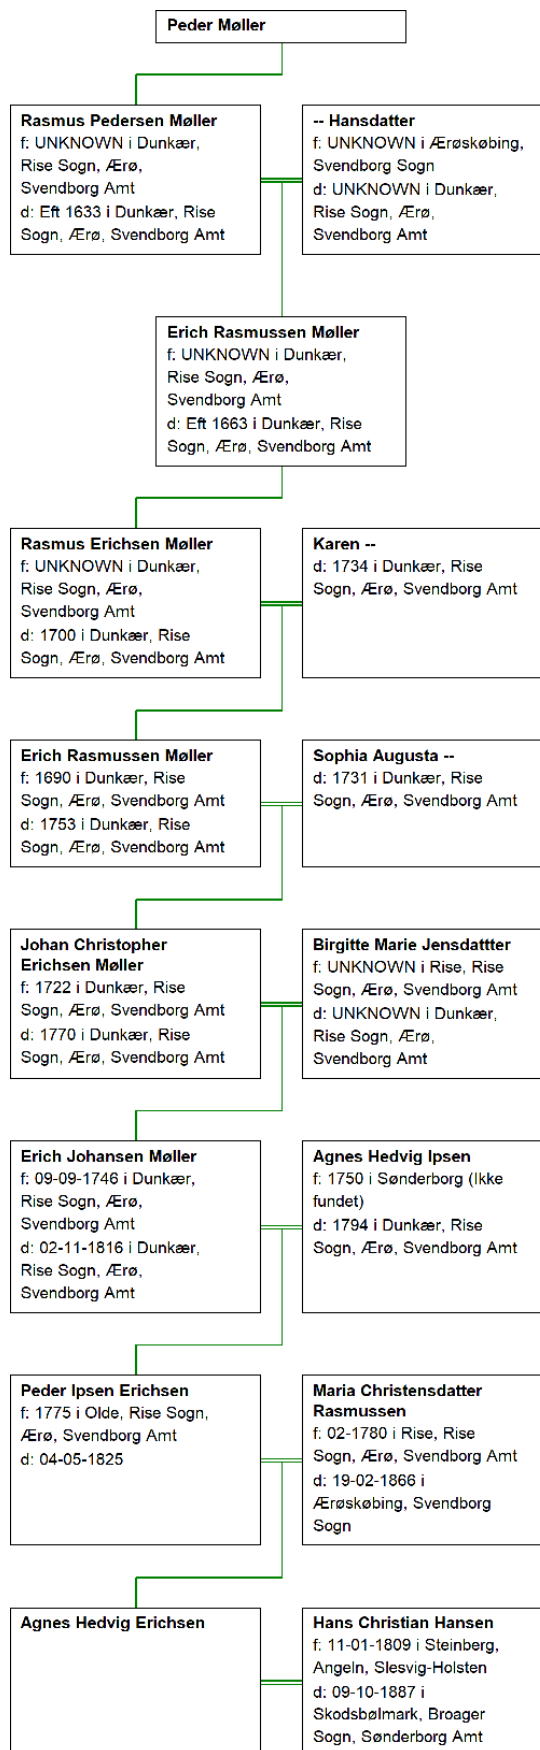 Peder Møller
Rasmus Pedersen Møller
f: UNKNOWN i Dunkær,
Rise Sogn, Ærø,
Svendborg Amt
d: Eft 1633 i Dunkær, Rise
Sogn, Ærø, Svendborg Amt
-- Hansdatter
f: UNKNOWN i Ærøskøbing,
Svendborg Sogn
d: UNKNOWN i Dunkær,
Rise Sogn, Ærø,
Svendborg Amt
Erich Rasmussen Møller
f: UNKNOWN i Dunkær,
Rise Sogn, Ærø,
Svendborg Amt
d: Eft 1663 i Dunkær, Rise
Sogn, Ærø, Svendborg Amt
Rasmus Erichsen Møller
f: UNKNOWN i Dunkær,
Rise Sogn, Ærø,
Svendborg Amt
d: 1700 i Dunkær, Rise
Sogn, Ærø, Svendborg Amt
Karen --
d: 1734 i Dunkær, Rise
Sogn, Ærø, Svendborg Amt
Erich Rasmussen Møller
f: 1690 i Dunkær, Rise
Sogn, Ærø, Svendborg Amt
d: 1753 i Dunkær, Rise
Sogn, Ærø, Svendborg Amt
Sophia Augusta --
d: 1731 i Dunkær, Rise
Sogn, Ærø, Svendborg Amt
Johan Christopher
Erichsen Møller
f: 1722 i Dunkær, Rise
Sogn, Ærø, Svendborg Amt
d: 1770 i Dunkær, Rise
Sogn, Ærø, Svendborg Amt
Birgitte Marie Jensdattter
f: UNKNOWN i Rise, Rise
Sogn, Ærø, Svendborg Amt
d: UNKNOWN i Dunkær,
Rise Sogn, Ærø,
Svendborg Amt
Erich Johansen Møller
f: 09-09-1746 i Dunkær,
Rise Sogn, Ærø,
Svendborg Amt
d: 02-11-1816 i Dunkær,
Rise Sogn, Ærø,
Svendborg Amt
Agnes Hedvig Ipsen
f: 1750 i Sønderborg (Ikke
fundet)
d: 1794 i Dunkær, Rise
Sogn, Ærø, Svendborg Amt
Peder Ipsen Erichsen
f: 1775 i Olde, Rise Sogn,
Ærø, Svendborg Amt
d: 04-05-1825
Maria Christensdatter
Rasmussen
f: 02-1780 i Rise, Rise
Sogn, Ærø, Svendborg Amt
d: 19-02-1866 i
Ærøskøbing, Svendborg
Sogn
Agnes Hedvig Erichsen
Hans Christian Hansen
f: 11-01-1809 i Steinberg,
Angeln, Slesvig-Holsten
d: 09-10-1887 i
Skodsbølmark, Broager
Sogn, Sønderborg Amt